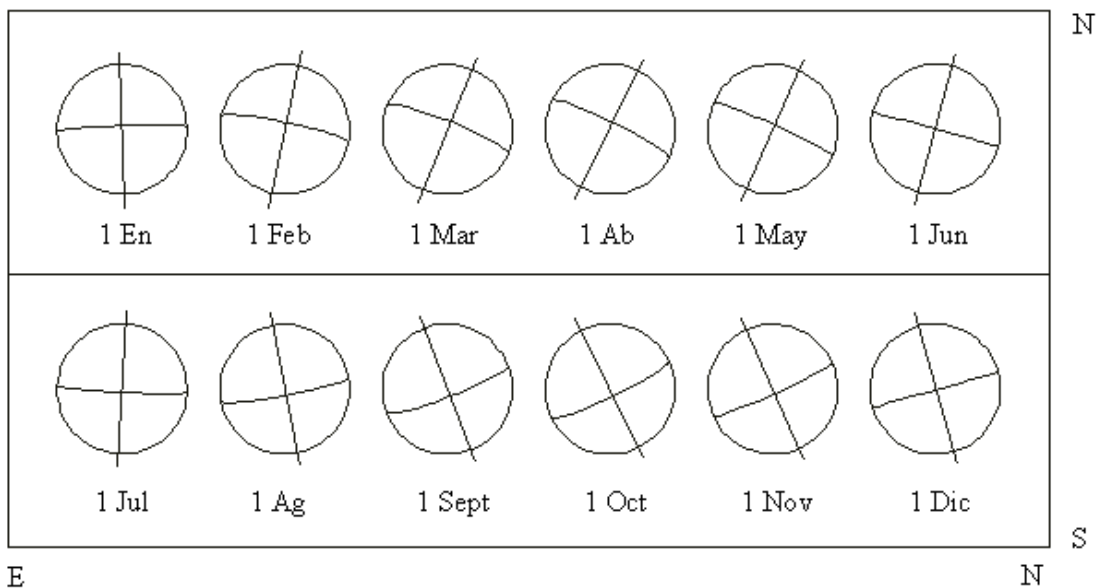 N
1 En 1 Feb 1 Mar 1 Ab 1 May 1 Jun
1 Jul 1 Ag 1 Sept 1 Oct 1 Nov 1 Dic
S
E N